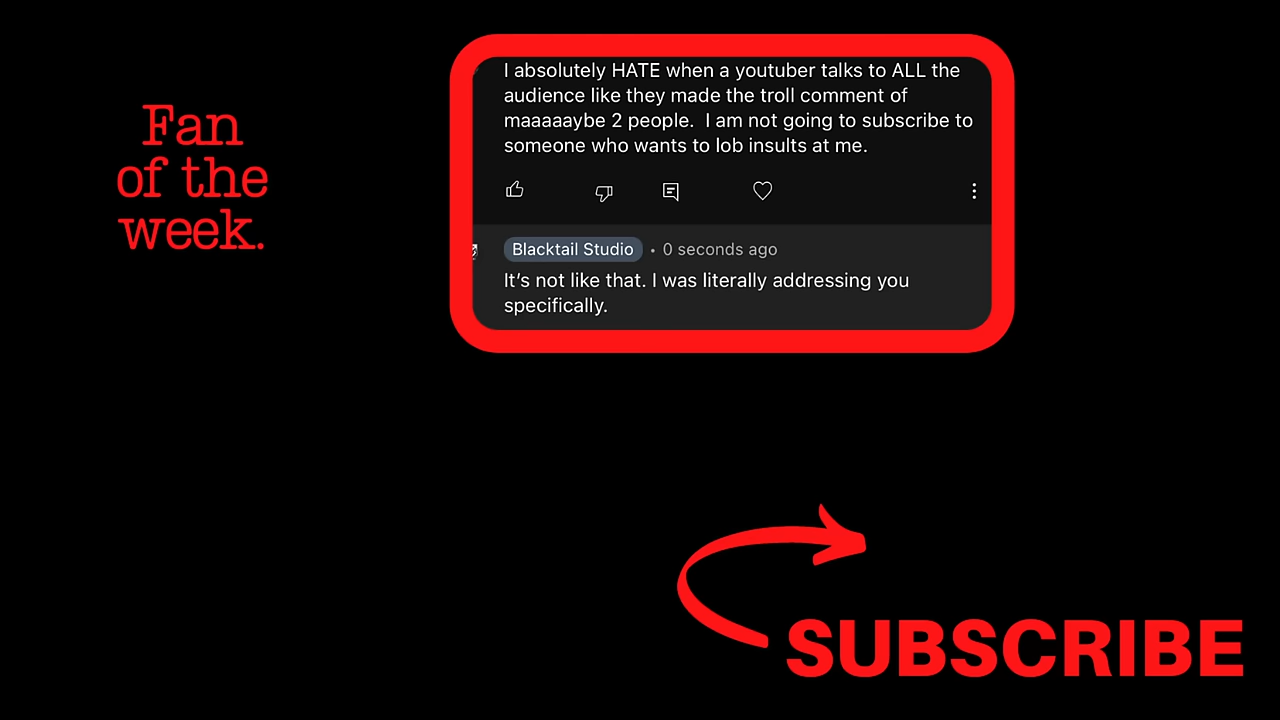 Fan
of the
week.
I absolutely HATE when a youtuber talks to ALL the
audience like they made the troll comment of
maaaaaybe 2 people.  I am not going to subscribe to
someone who wants to lob insults at me.
Blacktail Studio • 0 seconds ago
It’s not like that. I was literally addressing you
specifically.
SUBSCRIBE